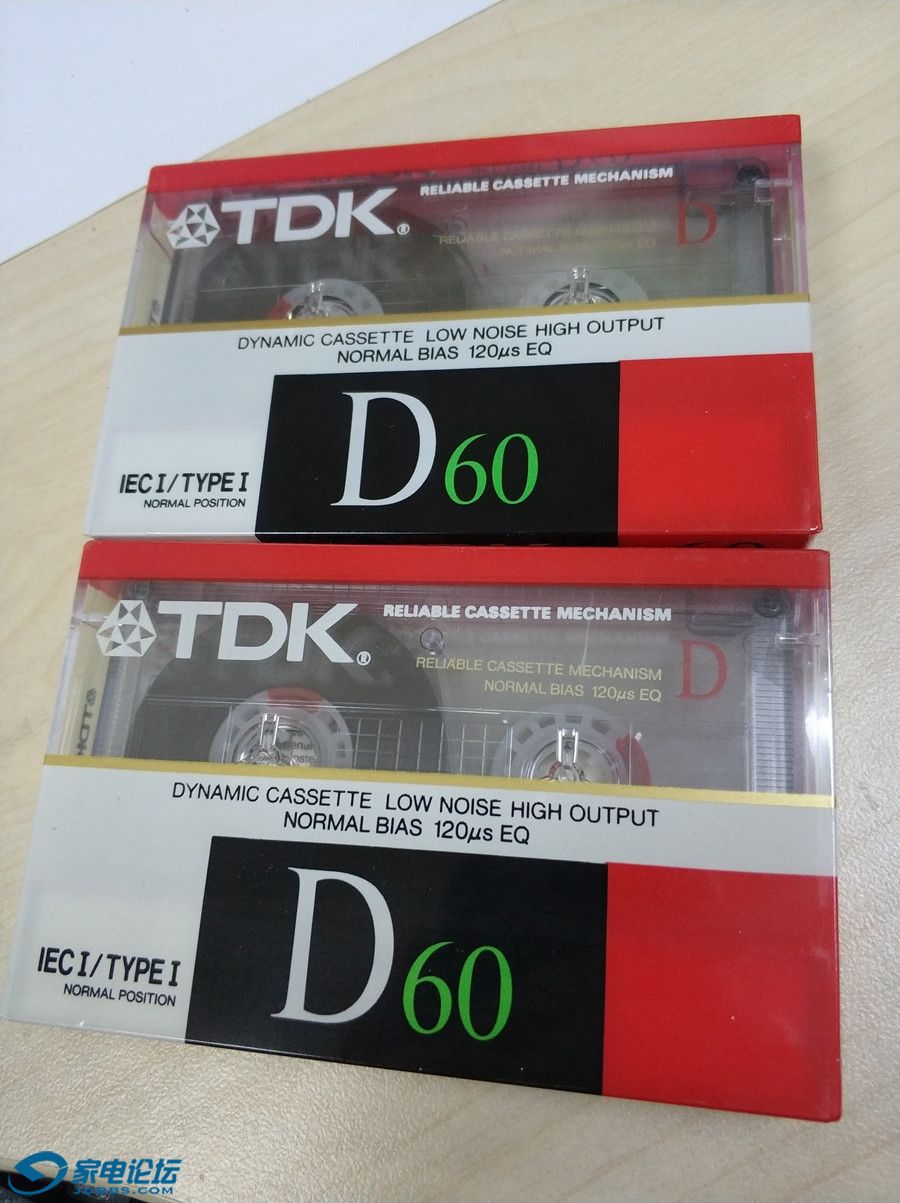 TDK®
RELIABLE CASSETTE MECHANISM
RELIABLE CASSETTE MECHANISM
NORMAL BIAS EQ
D
DYNAMIC CASSETTE LOW NOISE HIGH OUTPUT
NORMAL BIAS 120μs EQ
D60
IEC I/TYPE I
NORMAL POSITION
TDK®
RELIABLE CASSETTE MECHANISM
RELIABLE CASSETTE MECHANISM
NORMAL BIAS 120μs EQ
D
DYNAMIC CASSETTE LOW NOISE HIGH OUTPUT
NORMAL BIAS 120μs EQ
D60
IEC I/TYPE I
NORMAL POSITION
家电论坛
JDBBS.COM